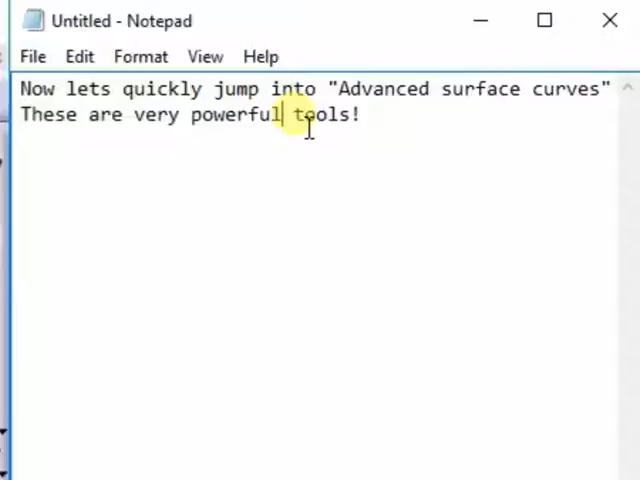 Untitled - Notepad
File Edit Format View Help
Now lets quickly jump into "Advanced surface curves"
These are very powerful tools!